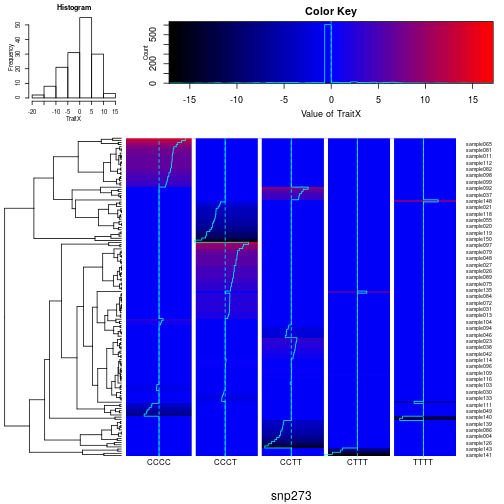 Histogram
Frequency
0 10 20 30 40 50
-20 -15 -10 -5 0 5 10 15
TraitX
Color Key
Count
0 200 500
-15 -10 -5 0 5 10 15
Value of TraitX
sample065
sample081
sample011
sample112
sample082
sample098
sample099
sample092
sample037
sample148
sample021
sample118
sample055
sample020
sample119
sample150
sample097
sample079
sample048
sample027
sample026
sample089
sample075
sample135
sample084
sample072
sample031
sample013
sample104
sample094
sample046
sample023
sample038
sample042
sample114
sample096
sample109
sample116
sample103
sample030
sample133
sample111
sample049
sample140
sample139
sample086
sample004
sample126
sample143
sample141
CCCC CCCT CCTT CTTT TTTT
snp273